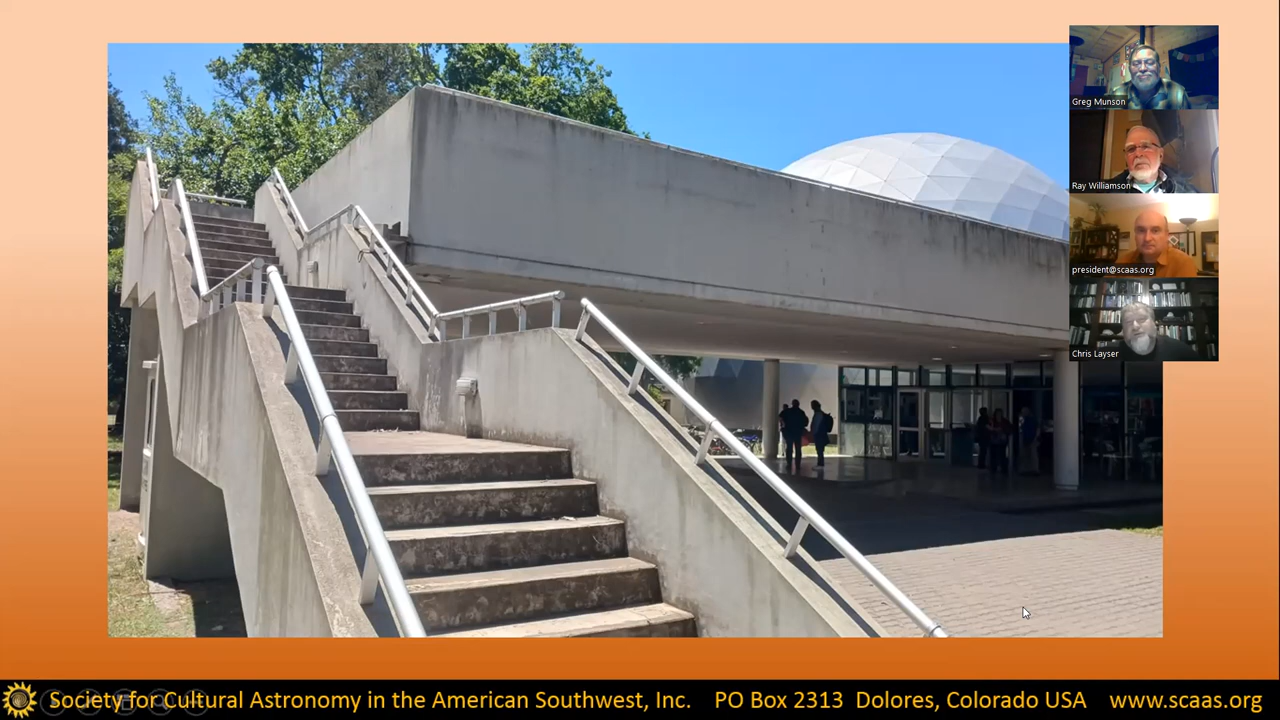 Greg Munson
Ray Williamson
president@scaas.org
Chris Layser
Society for Cultural Astronomy in the American Southwest, Inc. PO Box 2313 Dolores, Colorado USA www.scaas.org